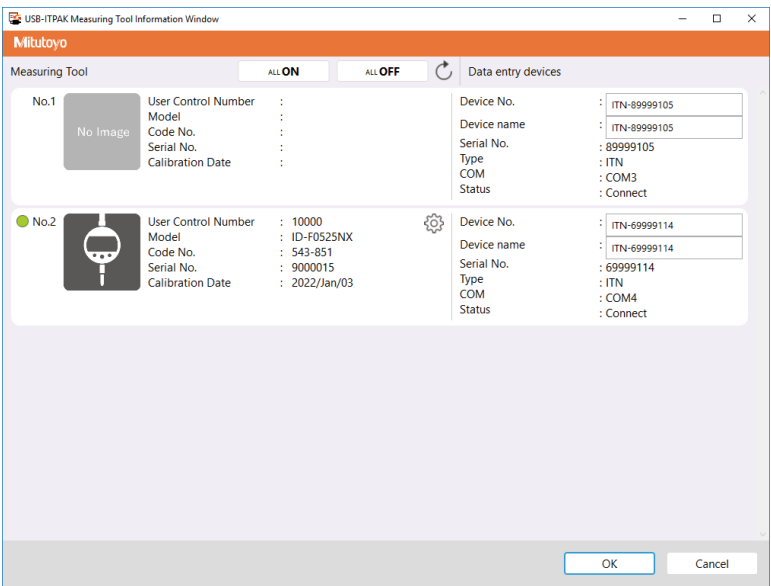 USB-ITPAK Measuring Tool Information Window
Mitutoyo
Measuring Tool ALL ON ALL OFF Data entry devices
No.1
No Image
User Control Number :
Model :
Code No. :
Serial No. :
Calibration Date :
Device No. : ITN-89999105
Device name : ITN-89999105
Serial No. : 89999105
Type : ITN
COM : COM3
Status : Connect
No.2
User Control Number : 10000
Model : ID-F0525NX
Code No. : 543-851
Serial No. : 9000015
Calibration Date : 2022/Jan/03
Device No. : ITN-69999114
Device name : ITN-69999114
Serial No. : 69999114
Type : ITN
COM : COM4
Status : Connect
OK Cancel